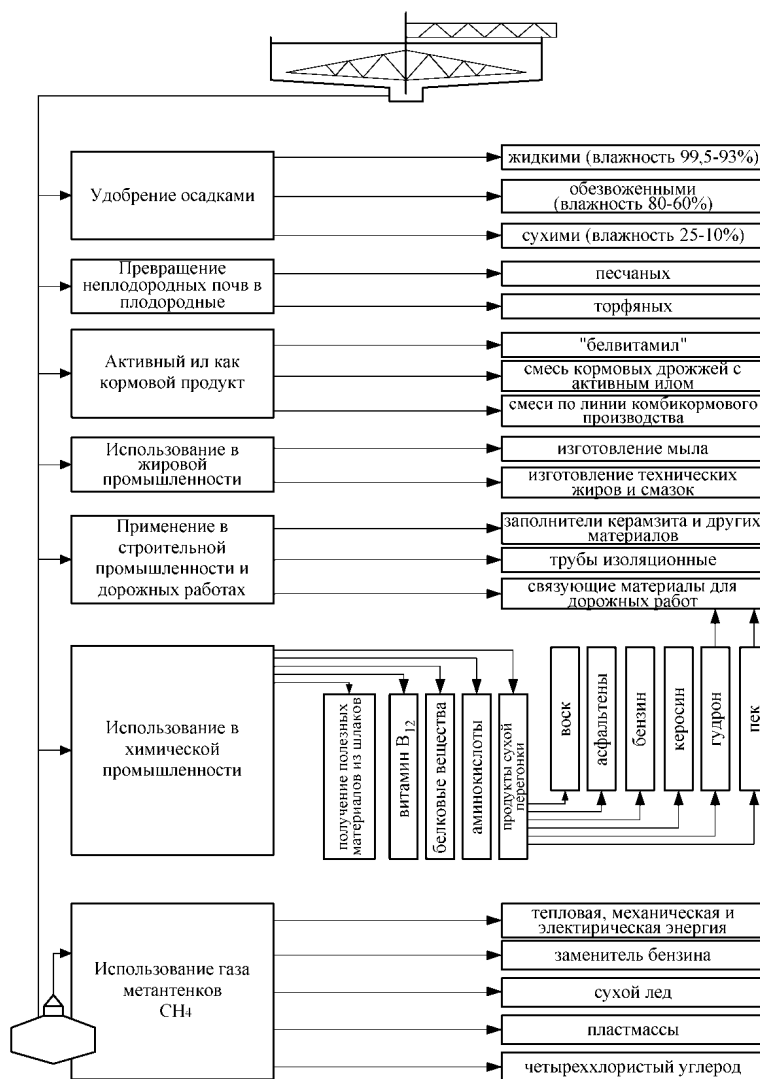 Удобрение осадками
жидкими (влажность 99,5-93%)
обезвоженными
(влажность 80-60%)
сухими (влажность 25-10%)
Превращение
неплодородных почв в
плодородные
песчаных
торфяных
Активный ил как
кормовой продукт
"белвитамил"
смесь кормовых дрожжей с
активным илом
смеси по линии комбикормового
производства
Использование в
жировой
промышленности
изготовление мыла
изготовление технических
жиров и смазок
Применение в
строительной
промышленности и
дорожных работах
заполнители керамзита и других
материалов
трубы изоляционные
связующие материалы для
дорожных работ
Использование в
химической
промышленности
получение полезных
материалов из шлаков
витамин B12
белковые вещества
аминокислоты
продукты сухой
перегонки
воск
асфальтены
бензин
керосин
гудрон
пек
Использование газа
метантенков
CH4
тепловая, механическая и
электирическая энергия
заменитель бензина
сухой лед
пластмассы
четыреххлористый углерод